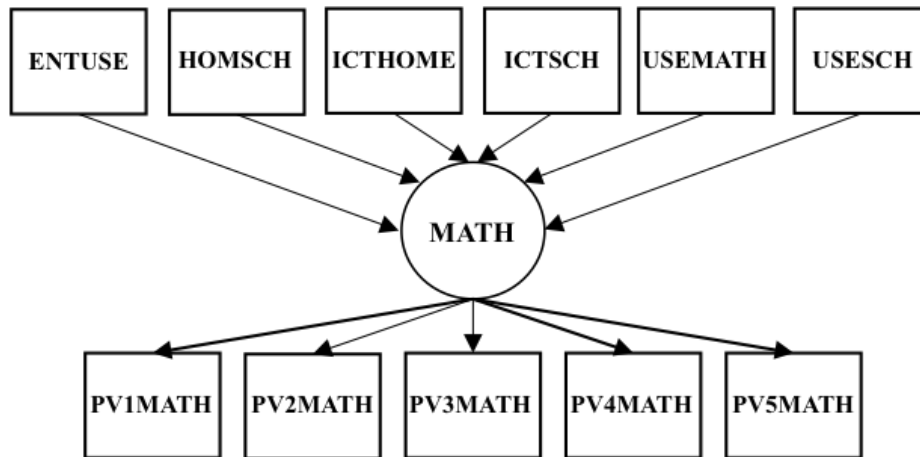 ENTUSE
HOMSCH
ICTHOME
ICTSCH
USEMATH
USESCH
MATH
PV1MATH
PV2MATH
PV3MATH
PV4MATH
PV5MATH